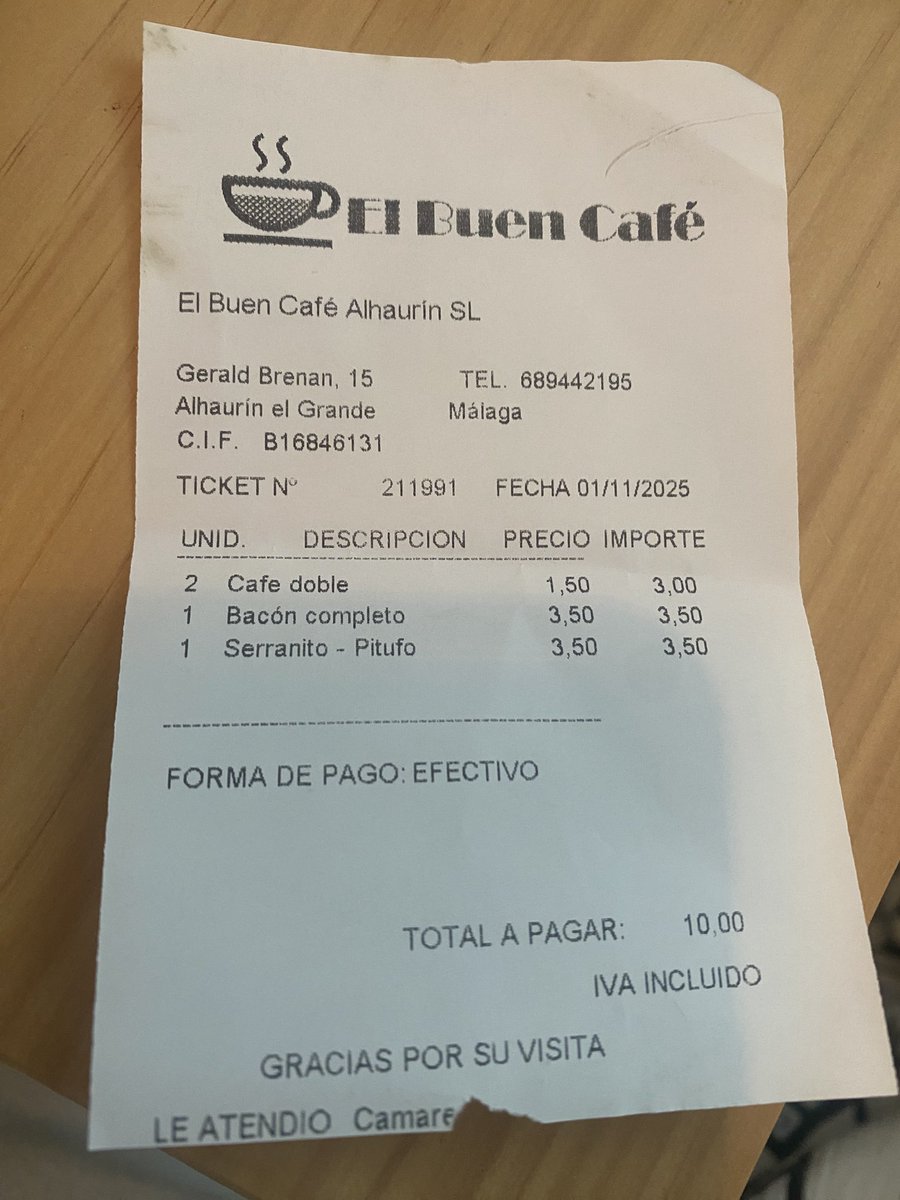 El Buen Café
El Buen Café Alhaurín SL
Gerald Brenan, 15 TEL. 689442195
Alhaurín el Grande Málaga
C.I.F. B16846131
TICKET Nº 211991 FECHA 01/11/2025
UNID. DESCRIPCION PRECIO IMPORTE
2 Cafe doble 1,50 3,00
1 Bacón completo 3,50 3,50
1 Serranito - Pitufo 3,50 3,50
FORMA DE PAGO: EFECTIVO
TOTAL A PAGAR: 10,00
IVA INCLUIDO
GRACIAS POR SU VISITA
LE ATENDIO Camare